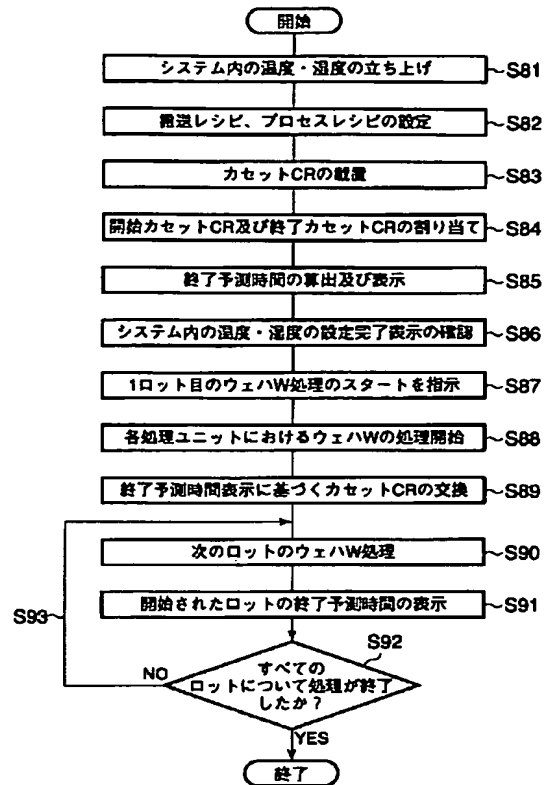 開始
システム内の温度・湿度の立ち上げ
S81
搬送レシピ、プロセスレシピの設定
S82
カセットCRの載置
S83
開始カセットCR及び終了カセットCRの割り当て
S84
終了予測時間の算出及び表示
S85
システム内の温度・湿度の設定完了表示の確認
S86
1ロット目のウェハW処理のスタートを指示
S87
各処理ユニットにおけるウェハWの処理開始
S88
終了予測時間表示に基づくカセットCRの交換
S89
次のロットのウェハW処理
S90
開始されたロットの終了予測時間の表示
S91
S93
S92
すべての
ロットについて処理が終了
したか?
NO
YES
終了